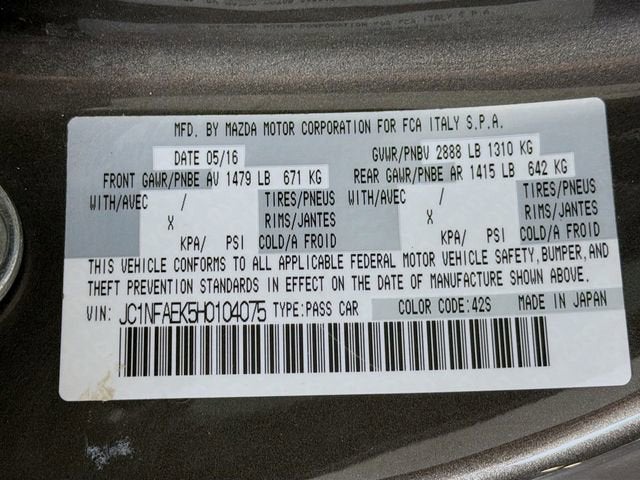 MFD. BY MAZDA MOTOR CORPORATION FOR FCA ITALY S.P.A.
DATE 05/16 GVWR/PNBV 2888 LB 1310 KG
FRONT GAWR/PNBE AV 1479 LB 671 KG REAR GAWR/PNBE AR 1415 LB 642 KG
WITH/AVEC / TIRES/PNEUS WITH/AVEC / TIRES/PNEUS
X RIMS/JANTES X RIMS/JANTES
KPA/ PSI COLD/A FROID KPA/ PSI COLD/A FROID
THIS VEHICLE CONFORMS TO ALL APPLICABLE FEDERAL MOTOR VEHICLE SAFETY,BUMPER,AND
THEFT PREVENTION STANDARDS IN EFFECT ON THE DATE OF MANUFACTURE SHOWN ABOVE.
VIN: JC1NFAEK5H0104075 TYPE:PASS CAR COLOR CODE:42S MADE IN JAPAN